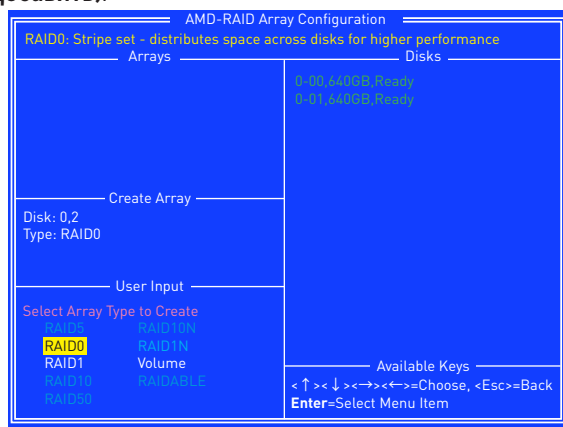 AMD-RAID Array Configuration
RAID0: Stripe set - distributes space across disks for higher performance
Arrays
Disks
0-00,640GB,Ready
0-01,640GB,Ready
Create Array
Disk: 0,2
Type: RAID0
User Input
Select Array Type to Create
RAID5 RAID10N
RAID0 RAID1N
RAID1 Volume
RAID10 RAIDABLE
RAID50
Available Keys
<↑><↓><→><←>=Choose, <Esc>=Back
Enter=Select Menu Item